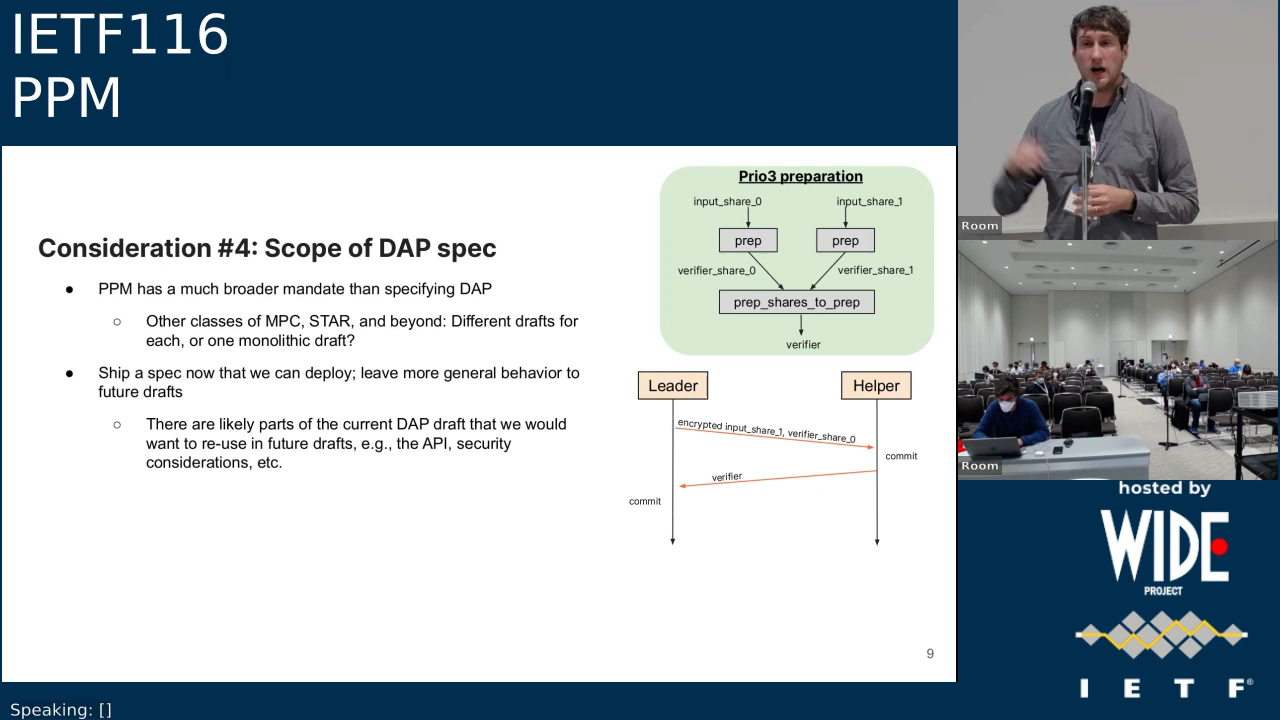 IETF116
PPM
Consideration #4: Scope of DAP spec
● PPM has a much broader mandate than specifying DAP
○ Other classes of MPC, STAR, and beyond: Different drafts for
each, or one monolithic draft?
● Ship a spec now that we can deploy; leave more general behavior to
future drafts
○ There are likely parts of the current DAP draft that we would
want to re-use in future drafts, e.g., the API, security
considerations, etc.
Prio3 preparation
input_share_0
input_share_1
prep
prep
verifier_share_0
verifier_share_1
prep_shares_to_prep
verifier
Leader
Helper
encrypted input_share_1, verifier_share_0
commit
verifier
commit
9
Room
Room
hosted by
WIDE
PROJECT
I E T F®
Speaking: []